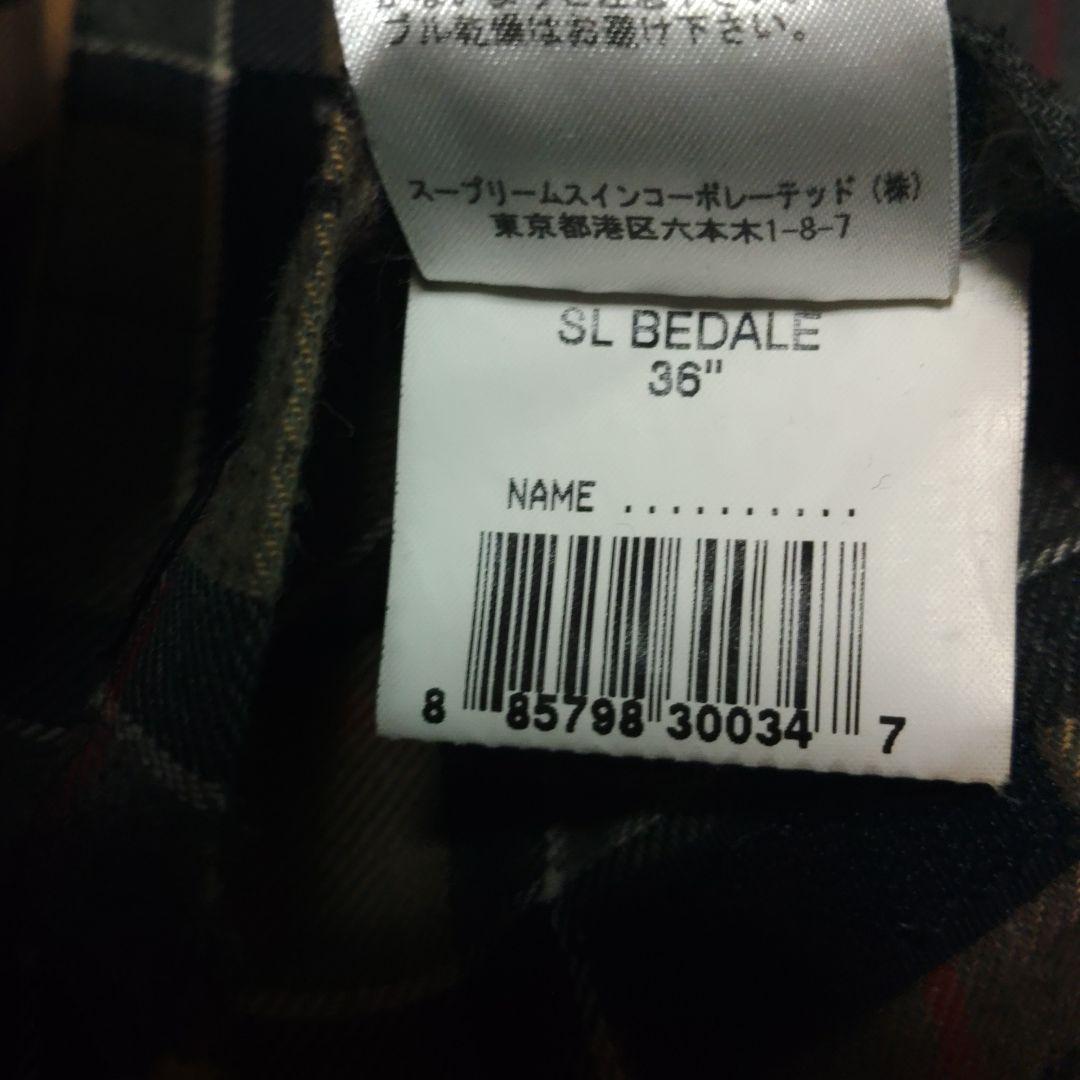 ブル乾燥はお避け下さい。
スープリームスインコーポレーテッド (株)
東京都港区六本木1-8-7
SL BEDALE
36"
NAME ..........
8 85798 30034 7